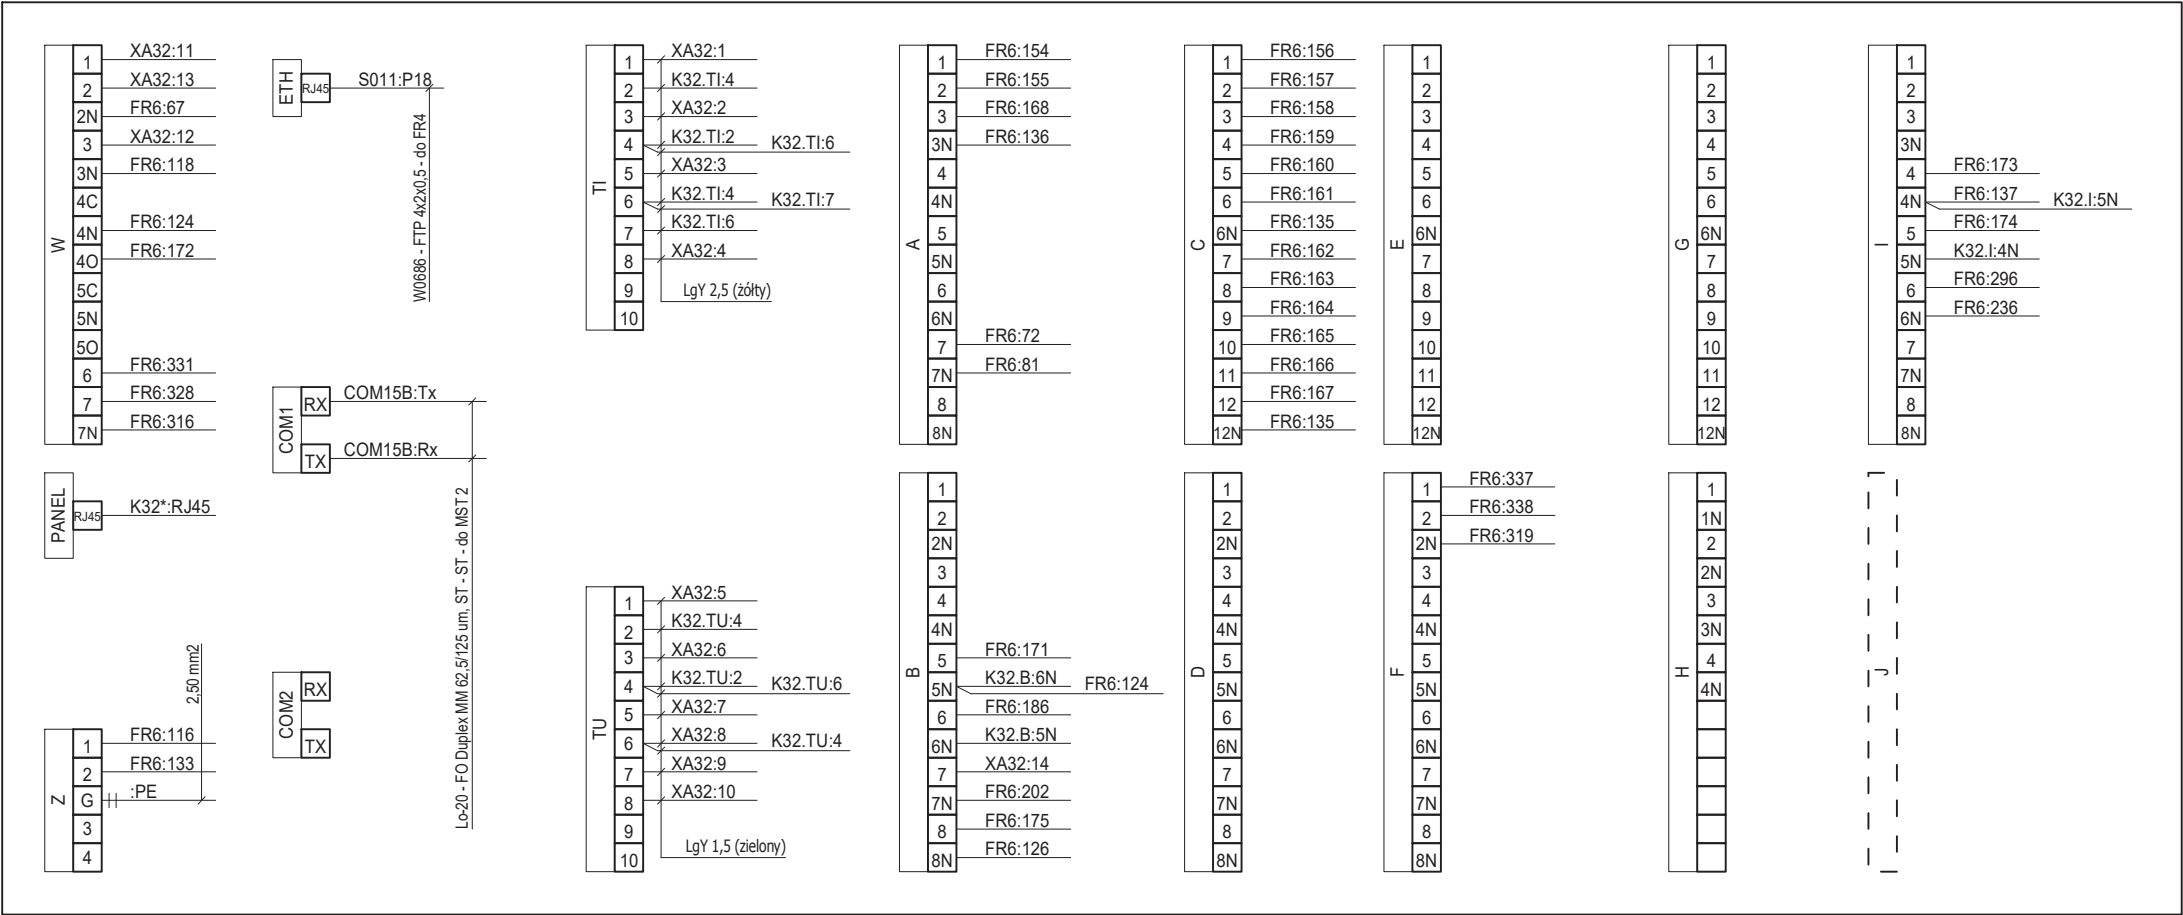 W
1 XA32:11
2 XA32:13
2N FR6:67
3 XA32:12
3N FR6:118
4C
4N FR6:124
4O FR6:172
5C
5N
5O
6 FR6:331
7 FR6:328
7N FR6:316
PANEL
RJ45 K32*:RJ45
Z
1 FR6:116
2 FR6:133
G :PE
3
4
2,50 mm2
ETH
RJ45 S011:P18
W0686 - FTP 4x2x0,5 - do FR4
COM1
RX COM15B:Tx
TX COM15B:Rx
Lo-20 - FO Duplex MM 62,5/125 um, ST - ST - do MST 2
COM2
RX
TX
TI
1 XA32:1
2 K32.TI:4
3 XA32:2
4 K32.TI:2 K32.TI:6
5 XA32:3
6 K32.TI:4 K32.TI:7
7 K32.TI:6
8 XA32:4
9
10
LgY 2,5 (żółty)
TU
1 XA32:5
2 K32.TU:4
3 XA32:6
4 K32.TU:2 K32.TU:6
5 XA32:7
6 XA32:8 K32.TU:4
7 XA32:9
8 XA32:10
9
10
LgY 1,5 (zielony)
A
1 FR6:154
2 FR6:155
3 FR6:168
3N FR6:136
4
4N
5
5N
6
6N
7 FR6:72
7N FR6:81
8
8N
B
1
2
2N
3
4
4N
5 FR6:171
5N K32.B:6N FR6:124
6 FR6:186
6N K32.B:5N
7 XA32:14
7N FR6:202
8 FR6:175
8N FR6:126
C
1 FR6:156
2 FR6:157
3 FR6:158
4 FR6:159
5 FR6:160
6 FR6:161
6N FR6:135
7 FR6:162
8 FR6:163
9 FR6:164
10 FR6:165
11 FR6:166
12 FR6:167
12N FR6:135
D
1
2
2N
3
4
4N
5
5N
6
6N
7
7N
8
8N
E
1
2
3
4
5
6
6N
7
8
9
10
11
12
12N
F
1 FR6:337
2 FR6:338
2N FR6:319
3
4
4N
5
5N
6
6N
7
7N
8
8N
G
1
2
3
4
5
6
6N
7
8
9
10
11
12
12N
H
1
1N
2
2N
3
3N
4
4N
I
1
2
3
3N
4 FR6:173
4N FR6:137 K32.I:5N
5 FR6:174
5N K32.I:4N
6 FR6:296
6N FR6:236
7
7N
8
8N
J